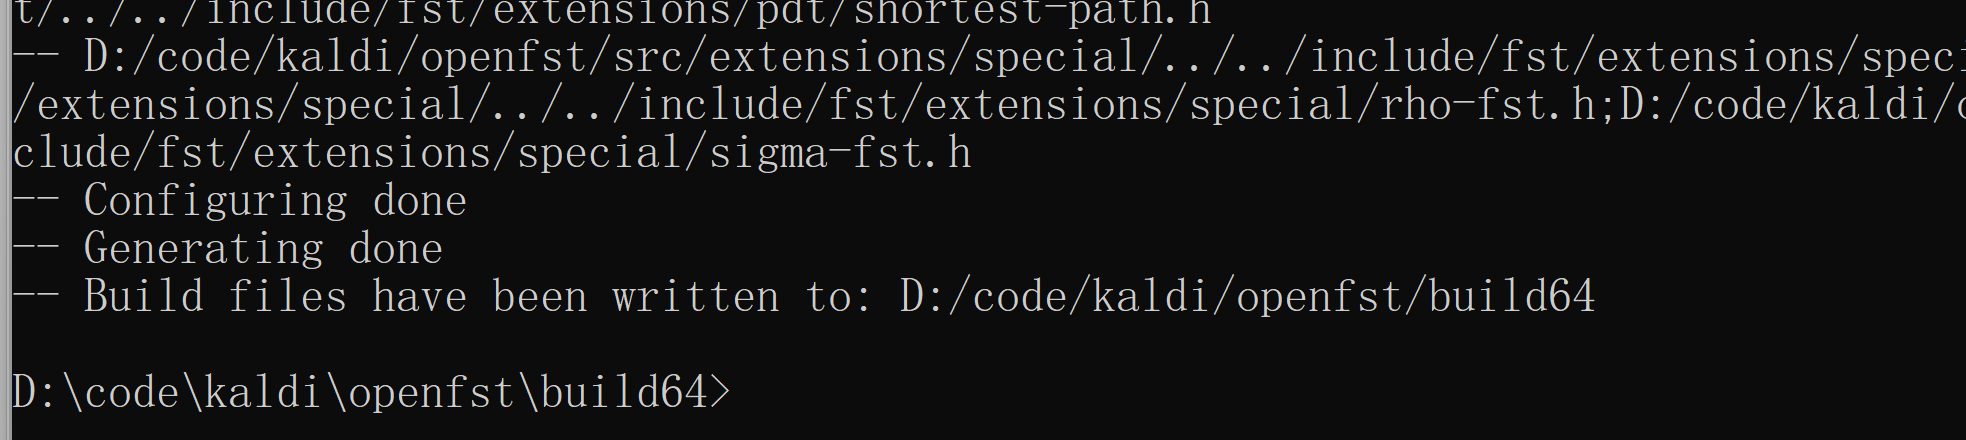 t/../../include/fst/extensions/pdt/shortest-path.h
-- D:/code/kaldi/openfst/src/extensions/special/../../include/fst/extensions/speci
/extensions/special/../../include/fst/extensions/special/rho-fst.h;D:/code/kaldi/o
clude/fst/extensions/special/sigma-fst.h
-- Configuring done
-- Generating done
-- Build files have been written to: D:/code/kaldi/openfst/build64
D:\code\kaldi\openfst\build64>